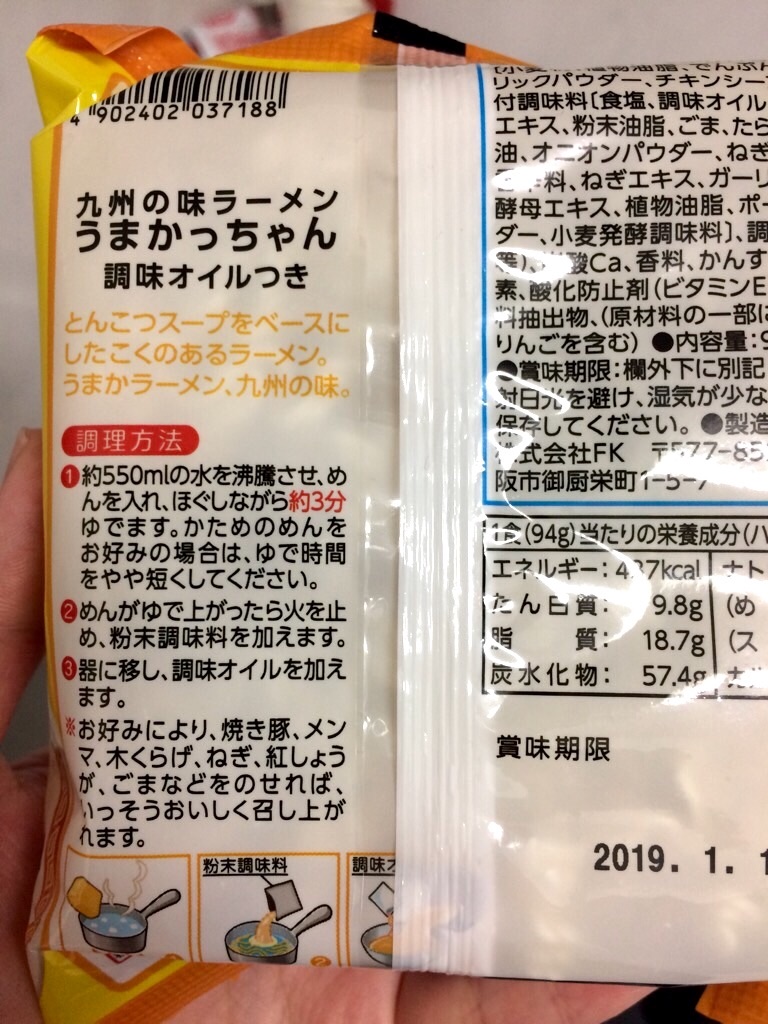 4 902402 037188
九州の味ラーメン
うまかっちゃん
調味オイルつき
とんこつスープをベースに
したこくのあるラーメン。
うまかラーメン、九州の味。
調理方法
1 約550mlの水を沸騰させ、め
んを入れ、ほぐしながら約3分
ゆでます。かためのめんを
お好みの場合は、ゆで時間
をやや短くしてください。
2 めんがゆで上がったら火を止
め、粉末調味料を加えます。
3 器に移し、調味オイルを加え
ます。
※お好みにより、焼き豚、メン
マ、木くらげ、ねぎ、紅しょう
が、ごまなどをのせれば、
いっそうおいしく召し上が
れます。
粉末調味料
2
調味オ
リックパウダー、チキンシー
付調味料〔食塩、調味オイル
エキス、粉末油脂、ごま、たら
油、オニオンパウダー、ねぎ
料、ねぎエキス、ガーリ
酵母エキス、植物油脂、ポー
ダー、小麦発酵調味料〕、調
等)、酸Ca、香料、かんす
素、酸化防止剤(ビタミンE
料抽出物、(原材料の一部に
りんごを含む) ●内容量:9
●賞味期限:欄外下に別記
射日光を避け、湿気が少な
保存してください。●製造
株式会社FK 〒577-85
阪市御厨栄町1-5-7
1食(94g)当たりの栄養成分(ハ
エネルギー: kcal ナト
たん白質: 9.8g (め
脂質: 18.7g (ス
炭水化物: 57.4g
賞味期限
2019. 1. 1